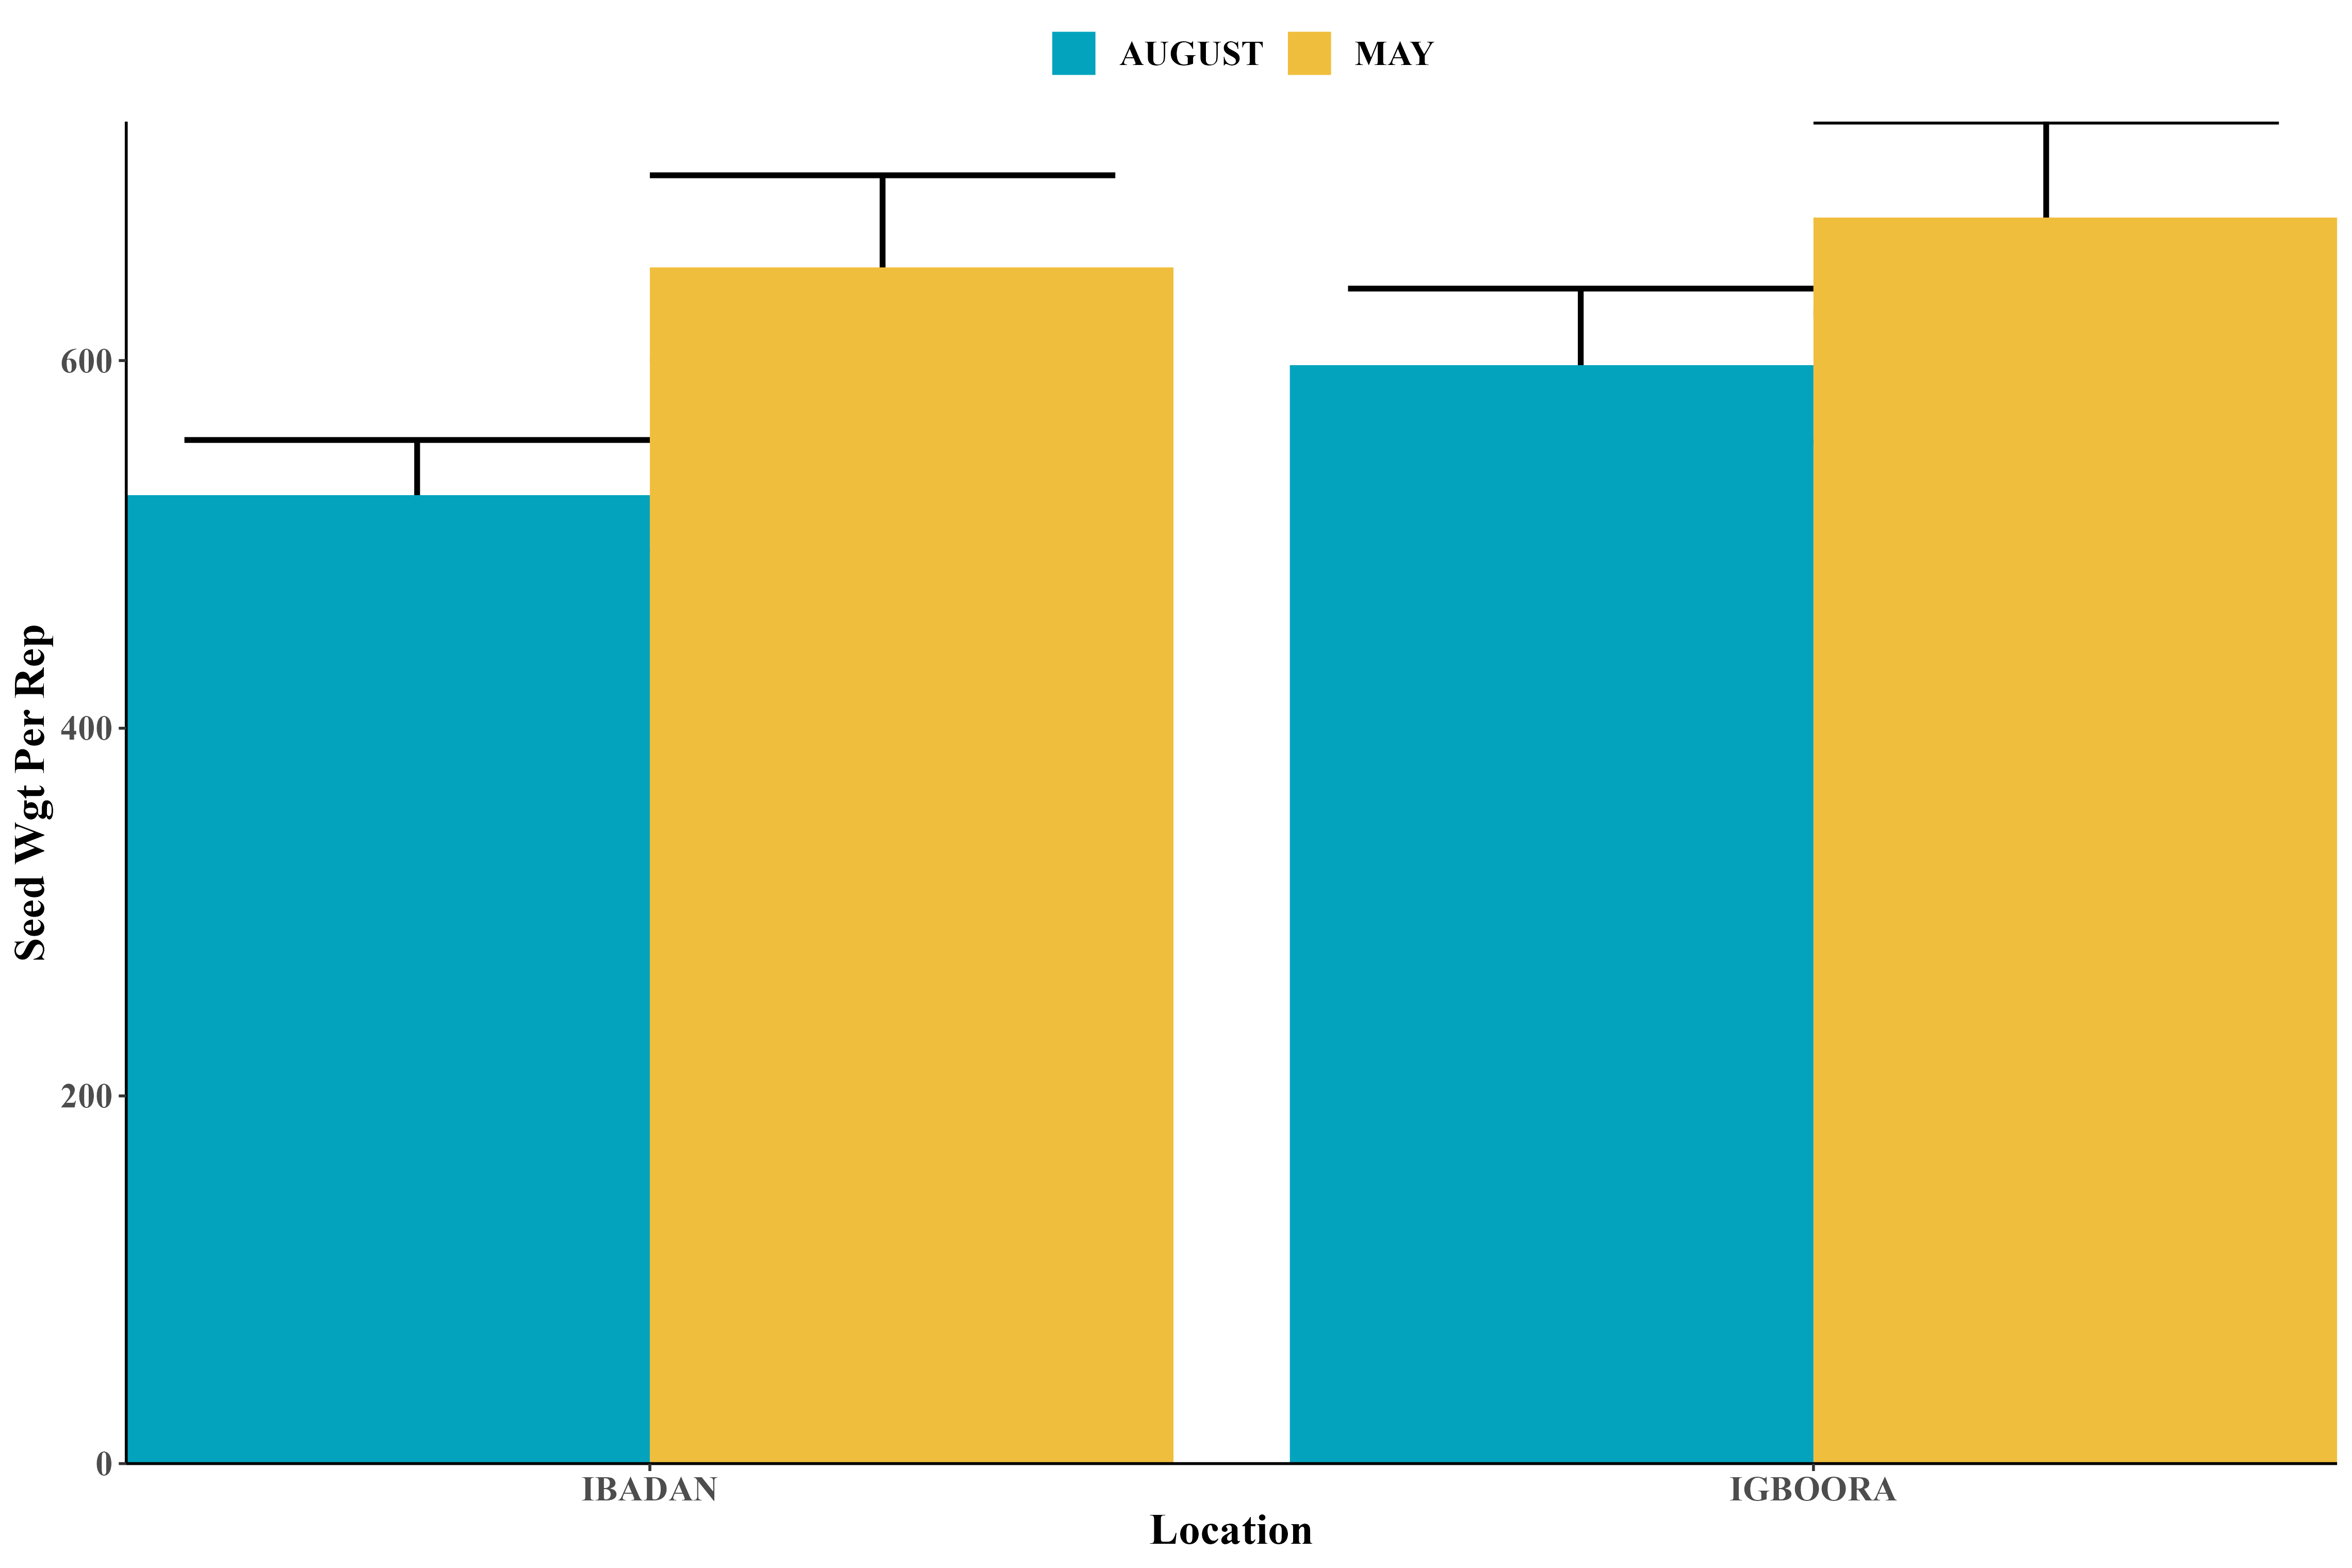 AUGUST MAY
Seed Wgt Per Rep
600
400
200
0
IBADAN IGBOORA
Location